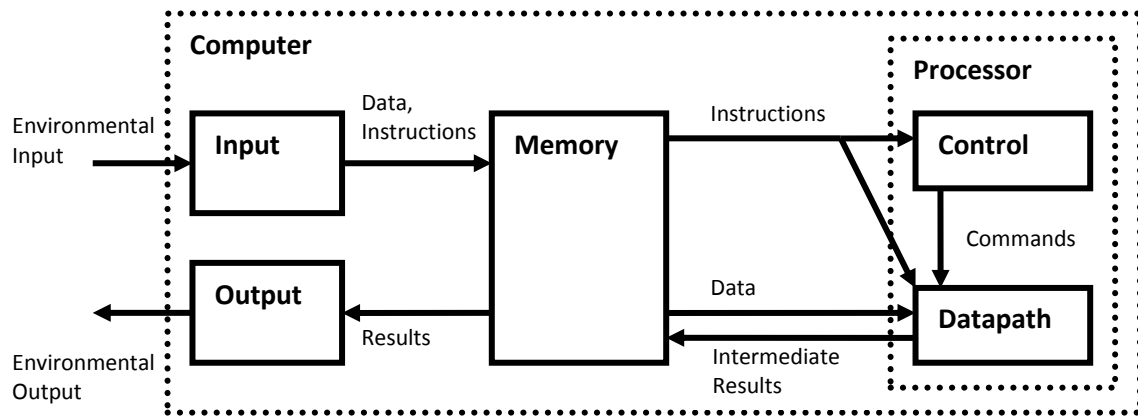 Computer
Processor
Environmental
Input
Input
Data,
Instructions
Memory
Instructions
Control
Commands
Output
Results
Data
Datapath
Intermediate
Results
Environmental
Output